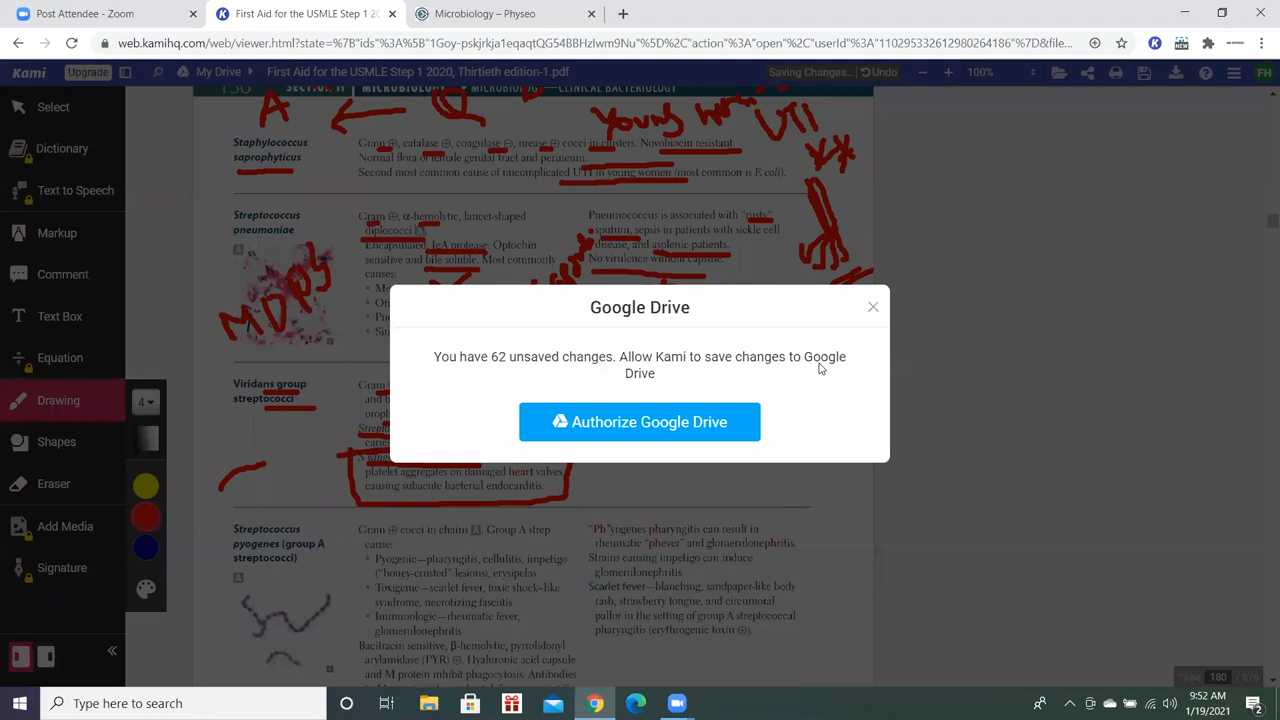 Post Attendee - Zoom
First Aid for the USMLE Step 1 2
Microbiology – Physeo
web.kamihq.com/web/viewer.html?state=%7B"ids"%3A%5B"1Goy-pskjrkja1eqaqtQG54BBHzIwm9Nu"%5D%2C"action"%3A"open"%2C"userId"%3A"110295332612980264186"%7D&file...
Kami
Upgrade
My Drive
First Aid for the USMLE Step 1 2020, Thirtieth edition-1.pdf
Saving Changes...
Undo
100%
FH
Select
Dictionary
Text to Speech
Markup
Comment
Text Box
Equation
Drawing
Shapes
Eraser
Add Media
Signature
4
SECTION II MICROBIOLOGY MICROBIOLOGY—CLINICAL BACTERIOLOGY
A
Q
Young
UTI
Staphylococcus
saprophyticus
Gram ⊕, catalase ⊕, coagulase ⊖, urease ⊕ cocci in clusters. Novobiocin resistant.
Normal flora of female genital tract and perineum.
Second most common cause of uncomplicated UTI in young women (most common is E coli).
Streptococcus
pneumoniae
A
MOPS
Gram ⊕, α-hemolytic, lancet-shaped
diplococci
Encapsulated. IgA protease. Optochin
sensitive and bile soluble. Most commonly
causes:
Pneumococcus is associated with "rusty"
sputum, sepsis in patients with sickle cell
disease, and asplenic patients.
No virulence without capsule.
Google Drive
You have 62 unsaved changes. Allow Kami to save changes to Google
Drive
Authorize Google Drive
Viridans group
streptococci
Gram
platelet aggregates on damaged heart valves,
causing subacute bacterial endocarditis.
Streptococcus
pyogenes (group A
streptococci)
A
Gram ⊕ cocci in chains A. Group A strep
cause:
• Pyogenic—pharyngitis, cellulitis, impetigo
("honey-crusted" lesions), erysipelas
• Toxigenic—scarlet fever, toxic shock–like
syndrome, necrotizing fasciitis
• Immunologic—rheumatic fever,
glomerulonephritis
Bacitracin sensitive, β-hemolytic, pyrrolidonyl
arylamidase (PYR) ⊕. Hyaluronic acid capsule
and M protein inhibit phagocytosis. Antibodies
"Ph"yogenes pharyngitis can result in
rheumatic "phever" and glomerulonephritis.
Strains causing impetigo can induce
glomerulonephritis.
Scarlet fever—blanching, sandpaper-like body
rash, strawberry tongue, and circumoral
pallor in the setting of group A streptococcal
pharyngitis (erythrogenic toxin ⊕).
Page 180 / 876
Type here to search
9:52 AM
1/19/2021
2